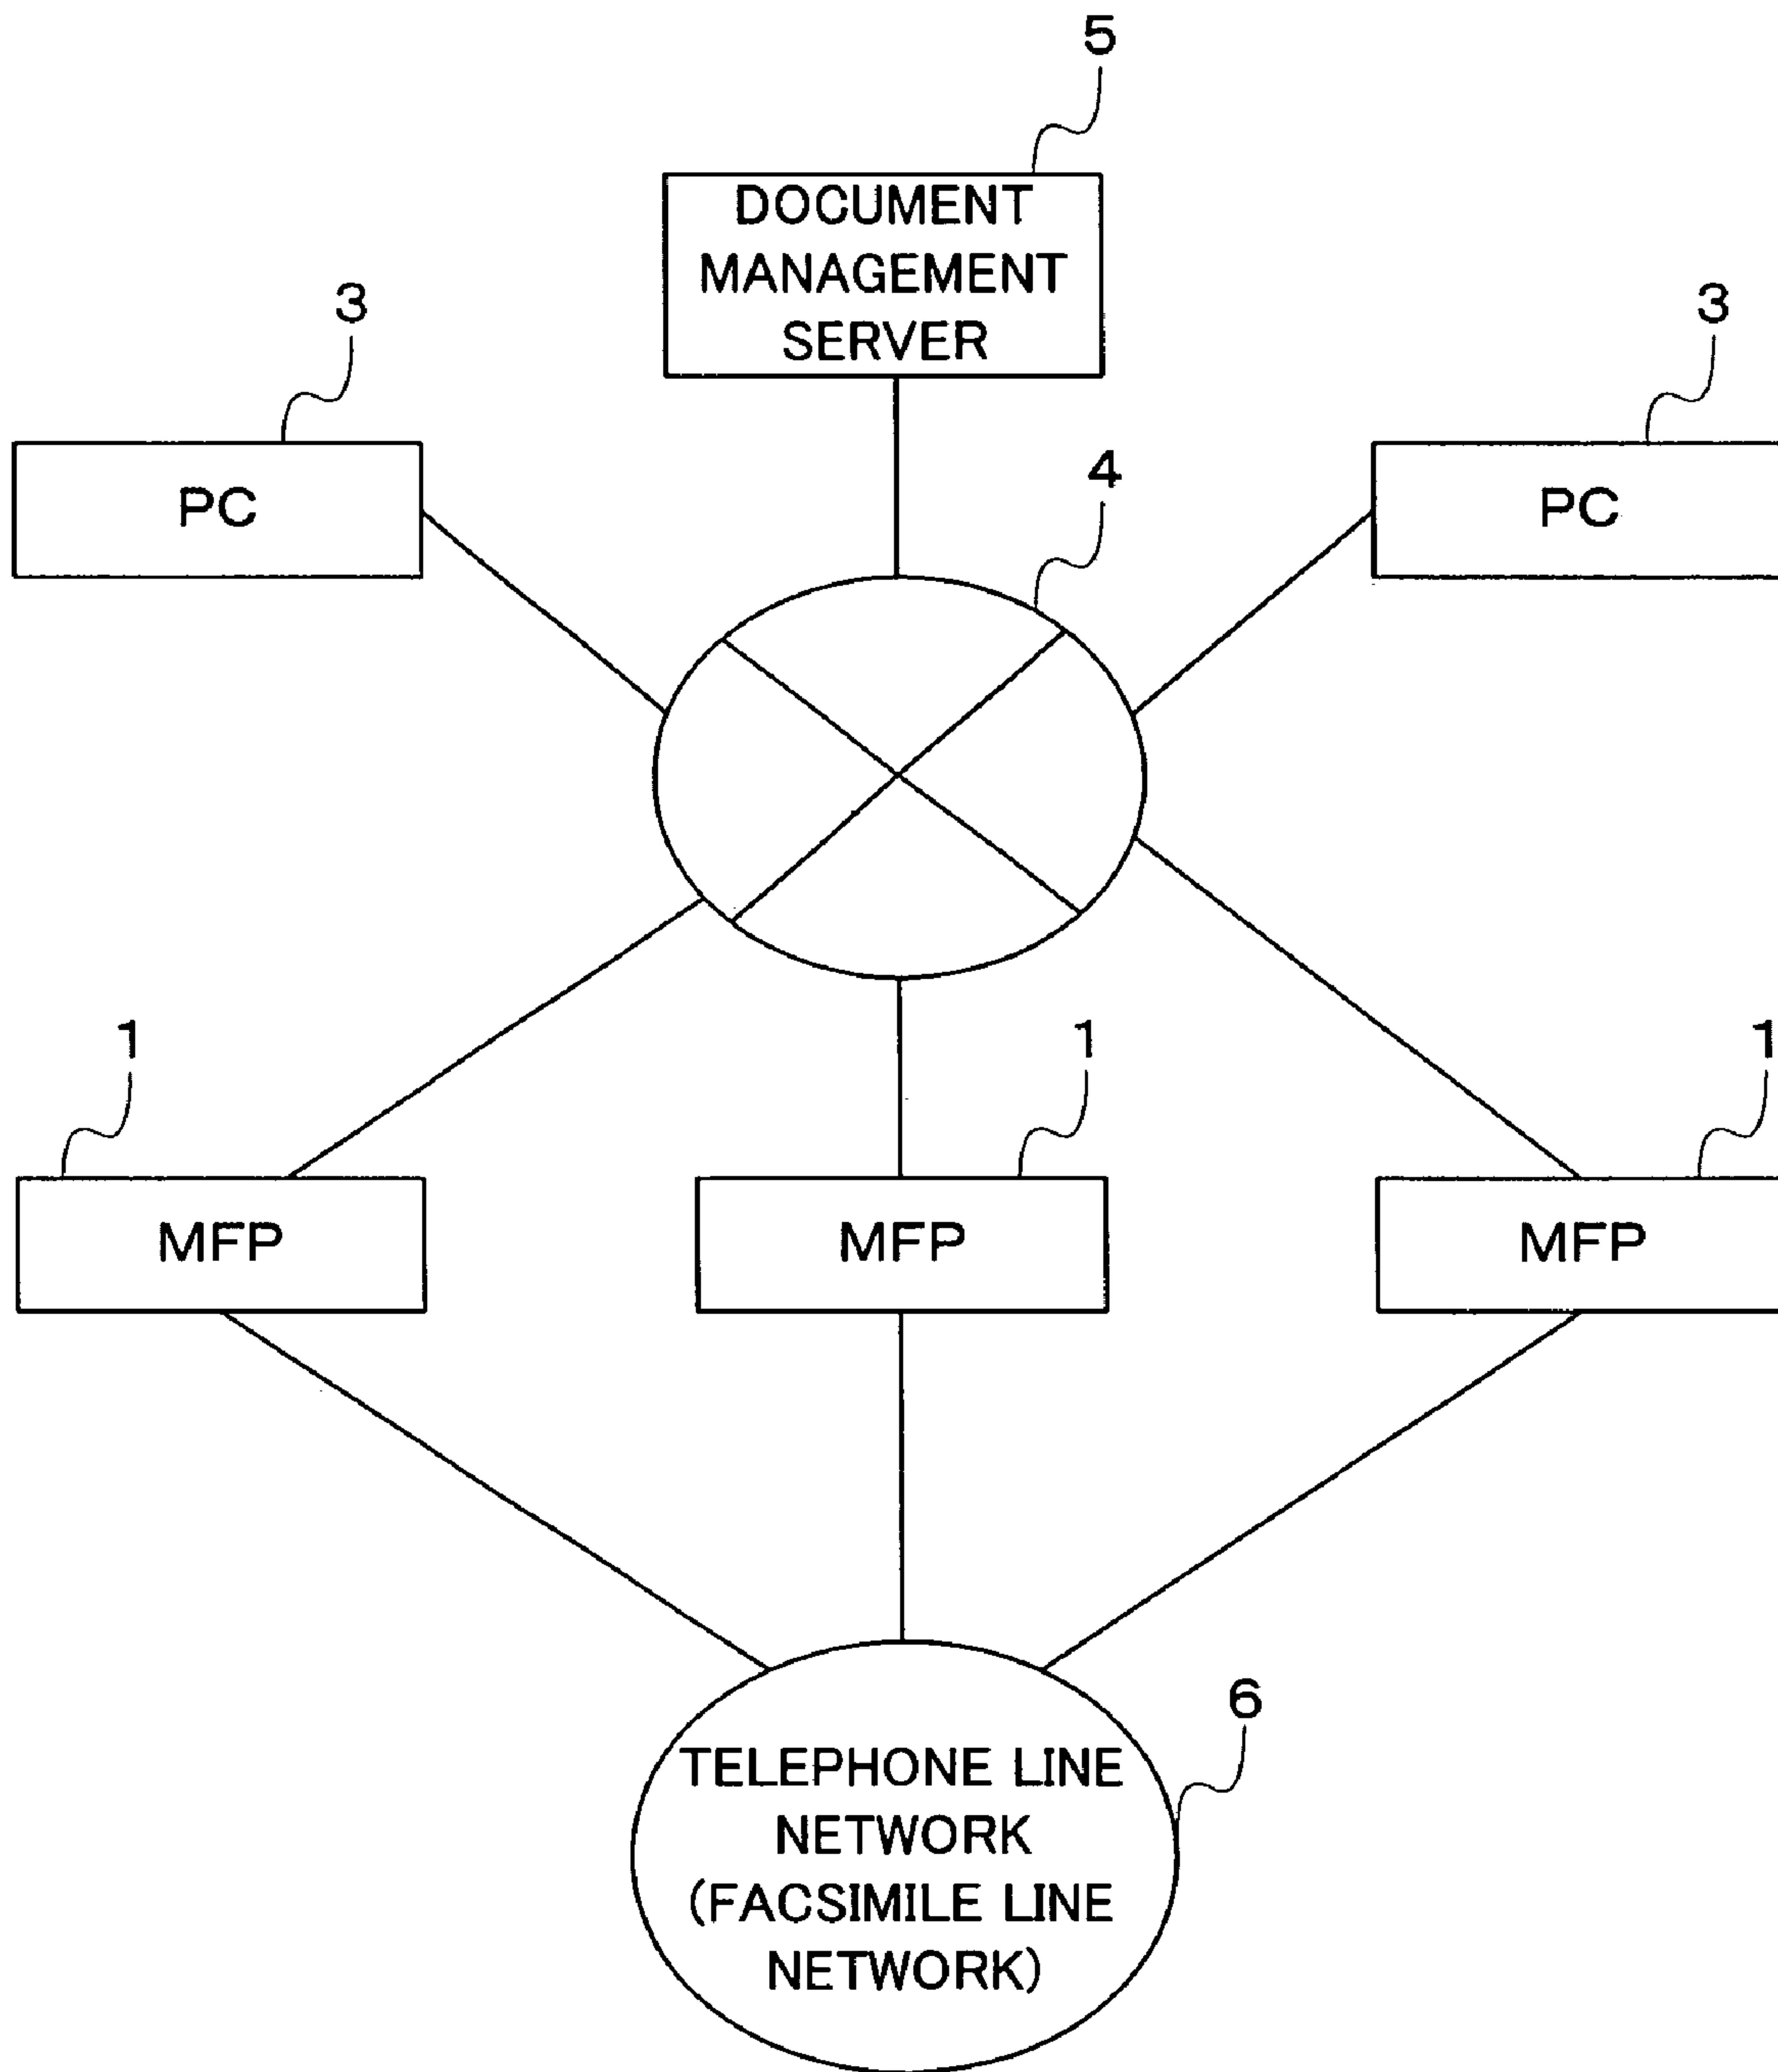 5
DOCUMENT
MANAGEMENT
SERVER
3
3
PC
PC
4
1
1
1
MFP
MFP
MFP
6
TELEPHONE LINE
NETWORK
(FACSIMILE LINE
NETWORK)